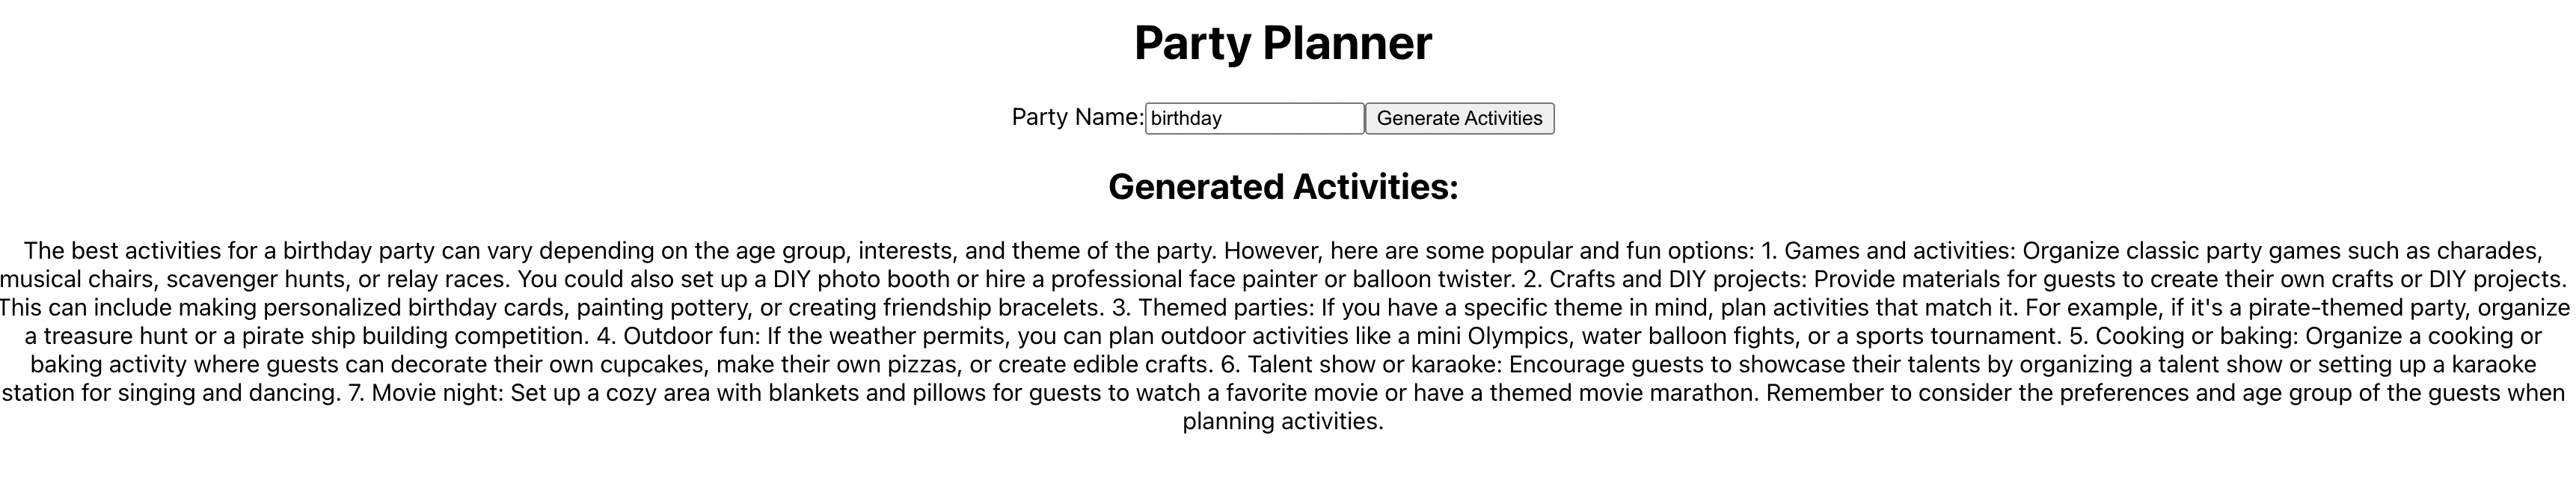 Party Planner
Party Name: birthday Generate Activities
Generated Activities:
The best activities for a birthday party can vary depending on the age group, interests, and theme of the party. However, here are some popular and fun options: 1. Games and activities: Organize classic party games such as charades,
musical chairs, scavenger hunts, or relay races. You could also set up a DIY photo booth or hire a professional face painter or balloon twister. 2. Crafts and DIY projects: Provide materials for guests to create their own crafts or DIY projects.
This can include making personalized birthday cards, painting pottery, or creating friendship bracelets. 3. Themed parties: If you have a specific theme in mind, plan activities that match it. For example, if it's a pirate-themed party, organize
a treasure hunt or a pirate ship building competition. 4. Outdoor fun: If the weather permits, you can plan outdoor activities like a mini Olympics, water balloon fights, or a sports tournament. 5. Cooking or baking: Organize a cooking or
baking activity where guests can decorate their own cupcakes, make their own pizzas, or create edible crafts. 6. Talent show or karaoke: Encourage guests to showcase their talents by organizing a talent show or setting up a karaoke
station for singing and dancing. 7. Movie night: Set up a cozy area with blankets and pillows for guests to watch a favorite movie or have a themed movie marathon. Remember to consider the preferences and age group of the guests when
planning activities.